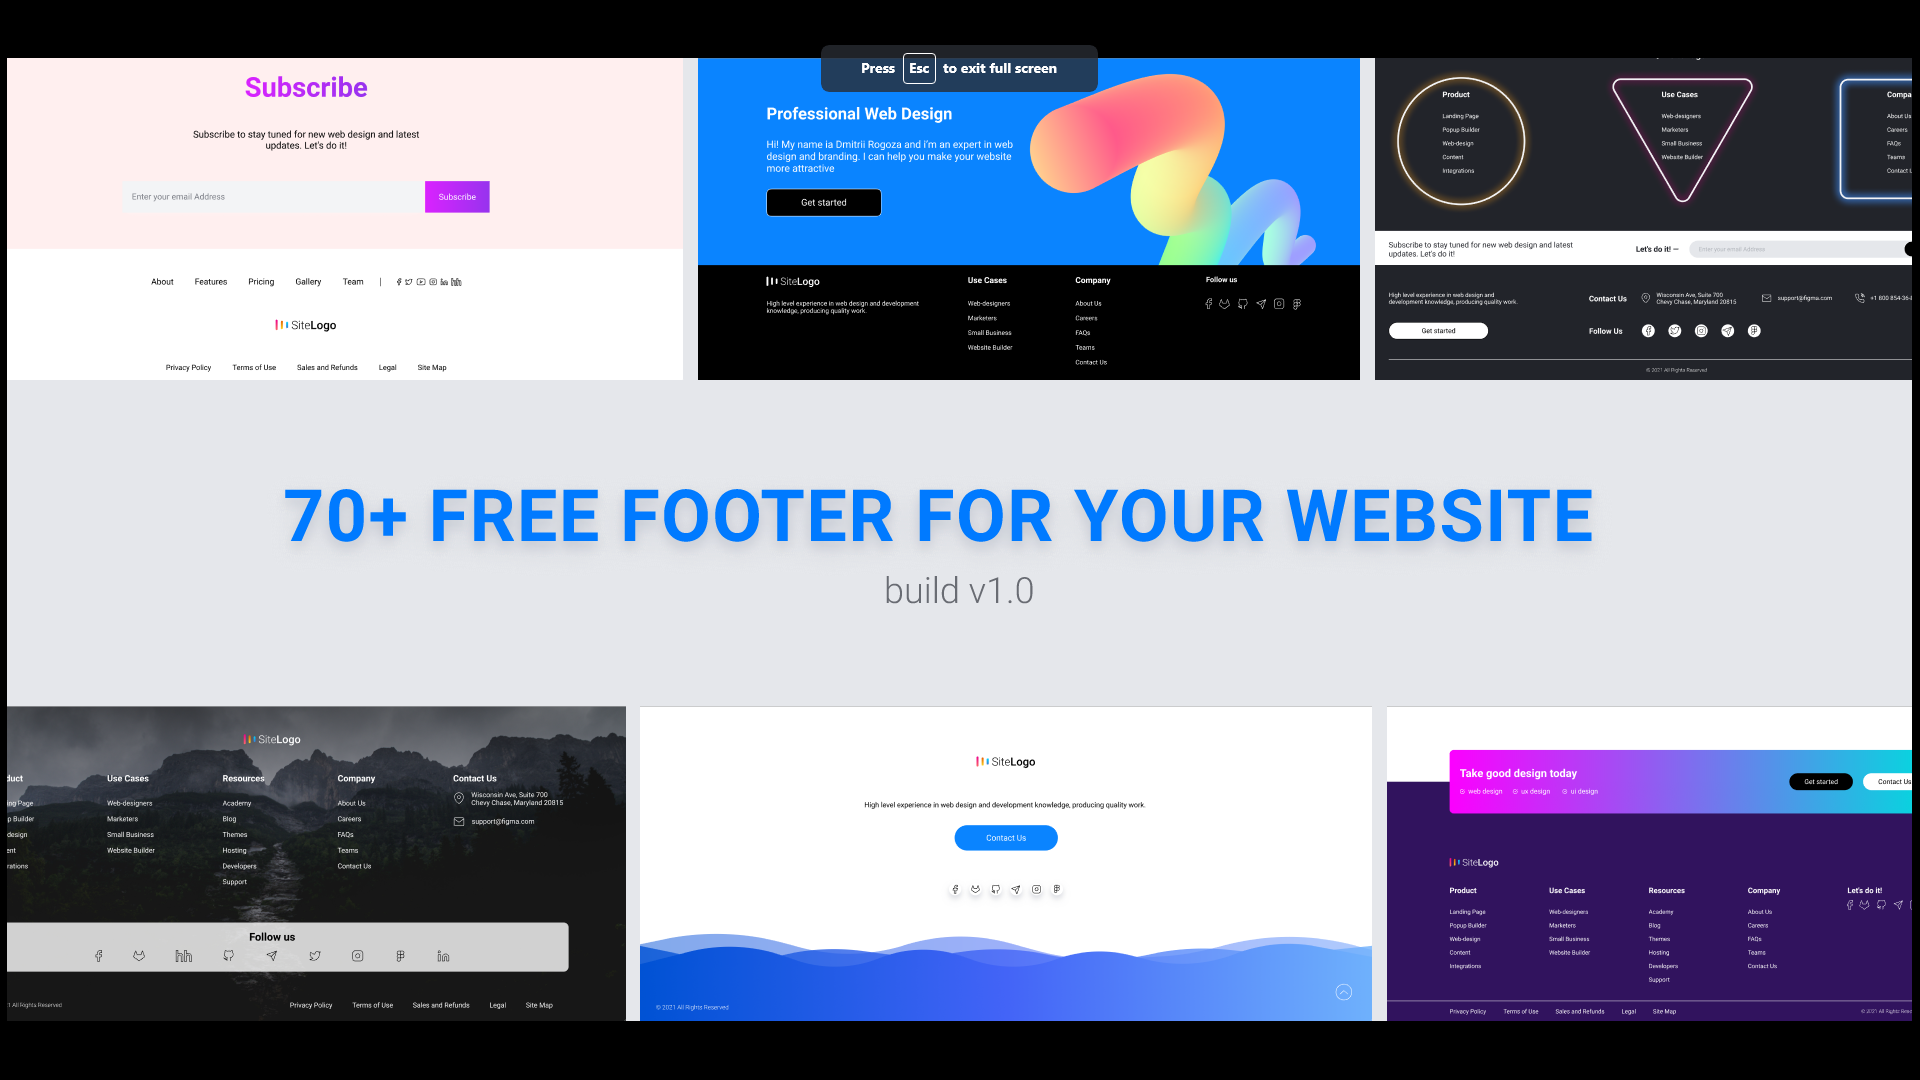 Press Esc to exit full screen
Subscribe
Subscribe to stay tuned for new web design and latest
updates. Let's do it!
Enter your email Address
Subscribe
About Features Pricing Gallery Team |
SiteLogo
Privacy Policy Terms of Use Sales and Refunds Legal Site Map
Professional Web Design
Hi! My name ia Dmitrii Rogoza and i'm an expert in web
design and branding. I can help you make your website
more attractive
Get started
SiteLogo
High level experience in web design and development
knowledge, producing quality work.
Use Cases
Web-designers
Marketers
Small Business
Website Builder
Company
About Us
Careers
FAQs
Teams
Contact Us
Follow us
Product
Landing Page
Popup Builder
Web-design
Content
Integrations
Use Cases
Web-designers
Marketers
Small Business
Website Builder
Compa
About Us
Careers
FAQs
Teams
Contact U
Subscribe to stay tuned for new web design and latest
updates. Let's do it!
Let's do it! —
Enter your email Address
High level experience in web design and
development knowledge, producing quality work.
Get started
Contact Us
Wisconsin Ave, Suite 700
Chevy Chase, Maryland 20815
support@figma.com
+1 800 854-36-
Follow Us
© 2021 All Rights Reserved
70+ FREE FOOTER FOR YOUR WEBSITE
build v1.0
SiteLogo
duct
ing Page
p Builder
design
ent
rations
Use Cases
Web-designers
Marketers
Small Business
Website Builder
Resources
Academy
Blog
Themes
Hosting
Developers
Support
Company
About Us
Careers
FAQs
Teams
Contact Us
Contact Us
Wisconsin Ave, Suite 700
Chevy Chase, Maryland 20815
support@figma.com
Follow us
1 All Rights Reserved
Privacy Policy Terms of Use Sales and Refunds Legal Site Map
SiteLogo
High level experience in web design and development knowledge, producing quality work.
Contact Us
© 2021 All Rights Reserved
Take good design today
web design ux design ui design
Get started
Contact Us
SiteLogo
Product
Landing Page
Popup Builder
Web-design
Content
Integrations
Use Cases
Web-designers
Marketers
Small Business
Website Builder
Resources
Academy
Blog
Themes
Hosting
Developers
Support
Company
About Us
Careers
FAQs
Teams
Contact Us
Let's do it!
Privacy Policy Terms of Use Sales and Refunds Legal Site Map
© 2021 All Rights Resc